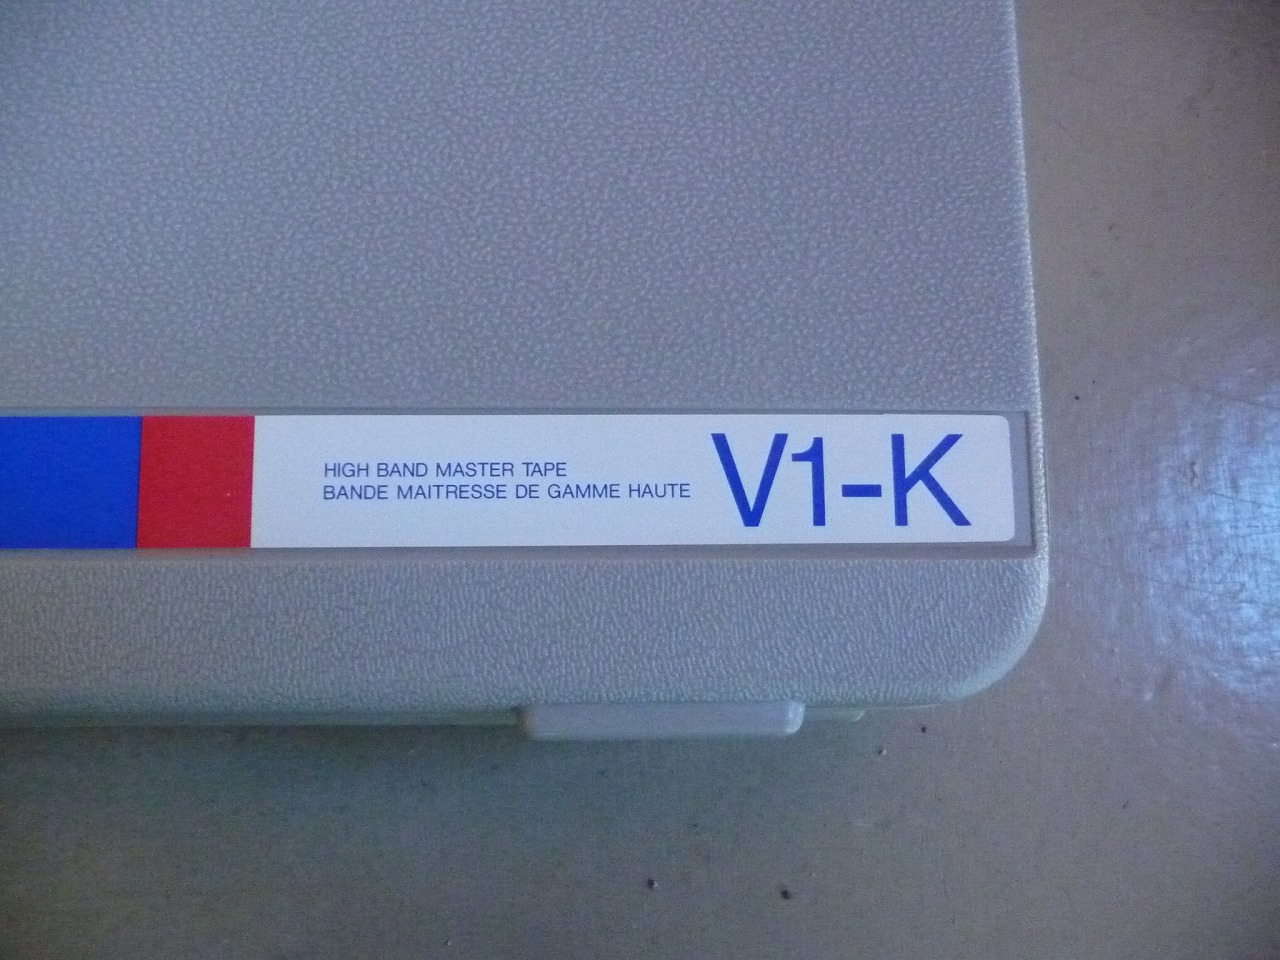 HIGH BAND MASTER TAPE
BANDE MAITRESSE DE GAMME HAUTE
V1-K